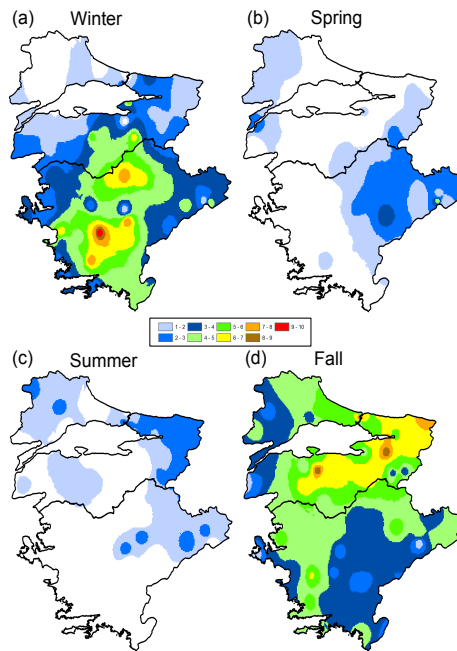 (a) Winter
(b) Spring
1 - 2 3 - 4 5 - 6 7 - 8 9 - 10
2 - 3 4 - 5 6 - 7 8 - 9
(c) Summer
(d) Fall